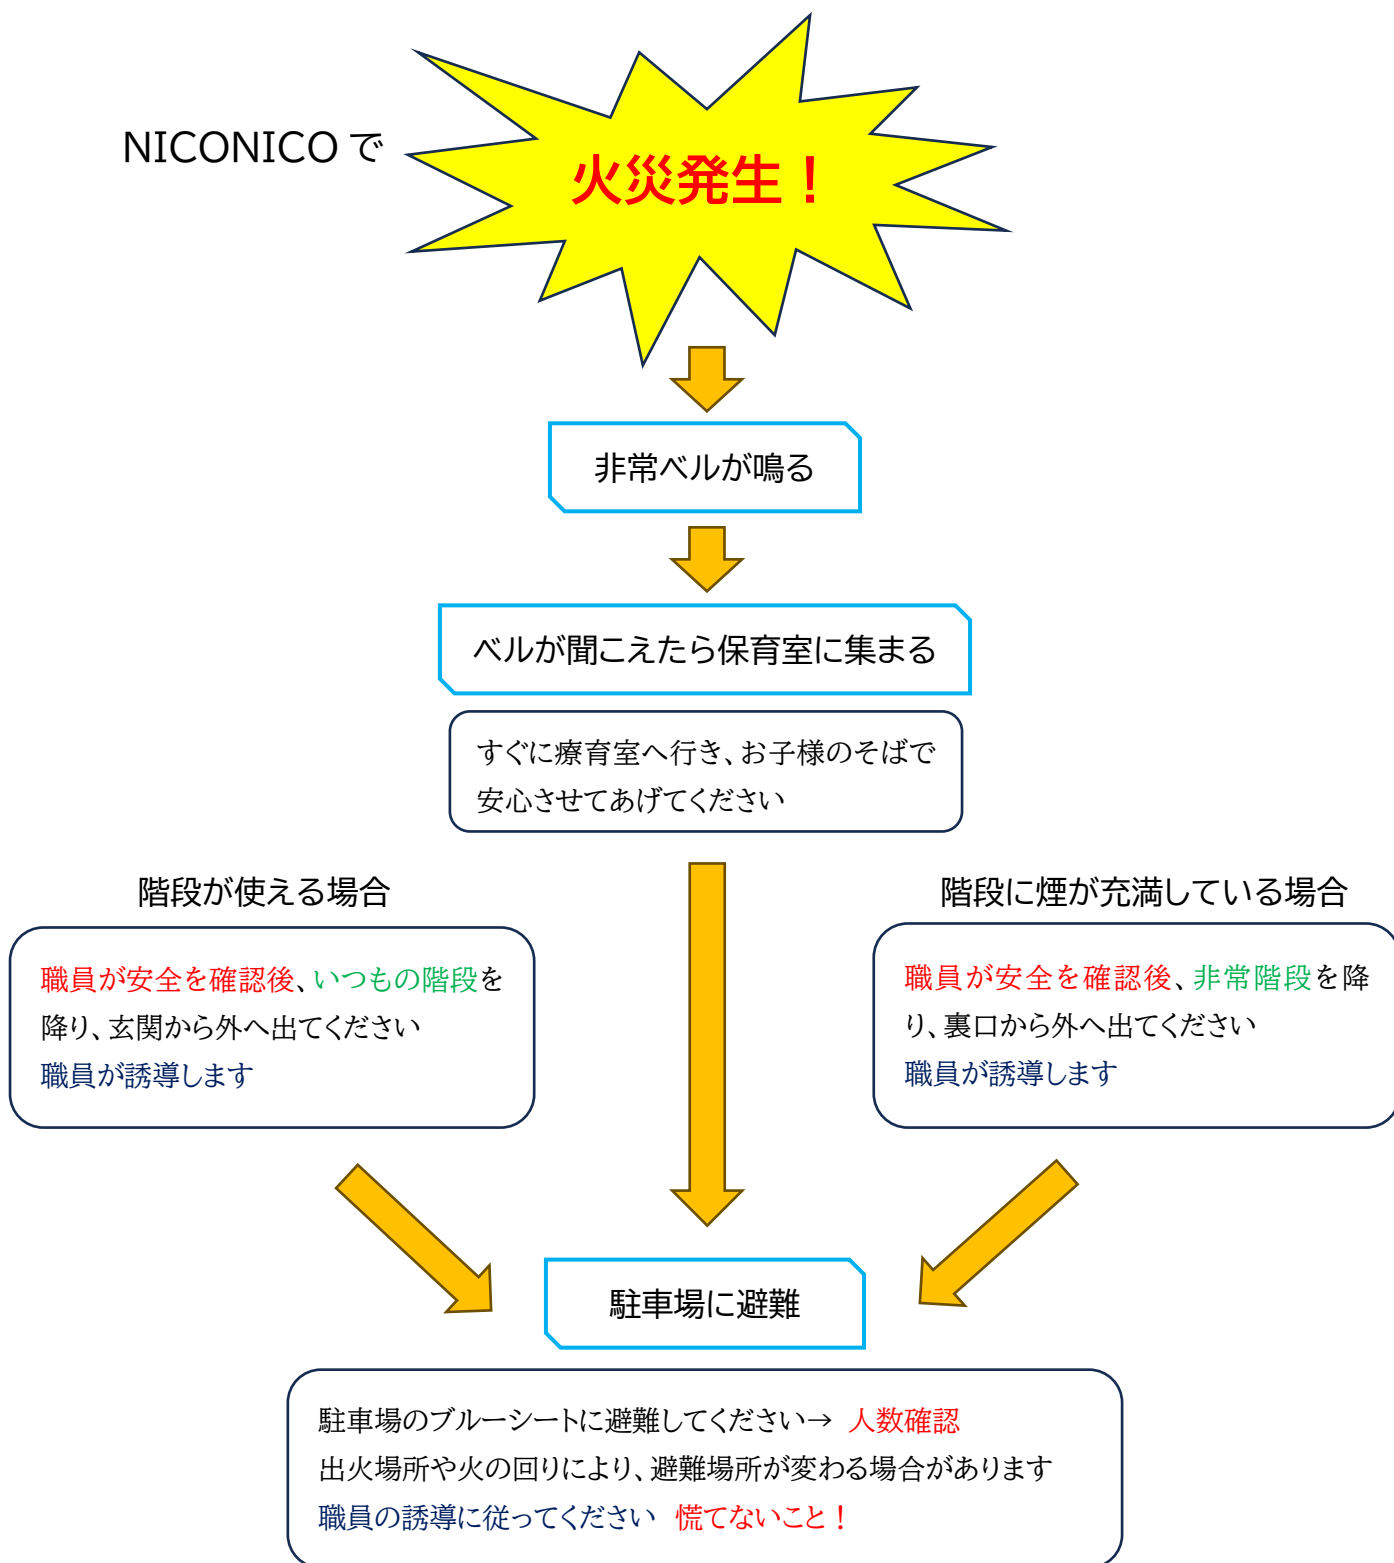 NICONICO で
火災発生！
非常ベルが鳴る
ベルが聞こえたら保育室に集まる
すぐに療育室へ行き、お子様のそばで
安心させてあげてください
階段が使える場合
職員が安全を確認後、いつもの階段を
降り、玄関から外へ出てください
職員が誘導します
階段に煙が充満している場合
職員が安全を確認後、非常階段を降
り、裏口から外へ出てください
職員が誘導します
駐車場に避難
駐車場のブルーシートに避難してください→ 人数確認
出火場所や火の回りにより、避難場所が変わる場合があります
職員の誘導に従ってください 慌てないこと！